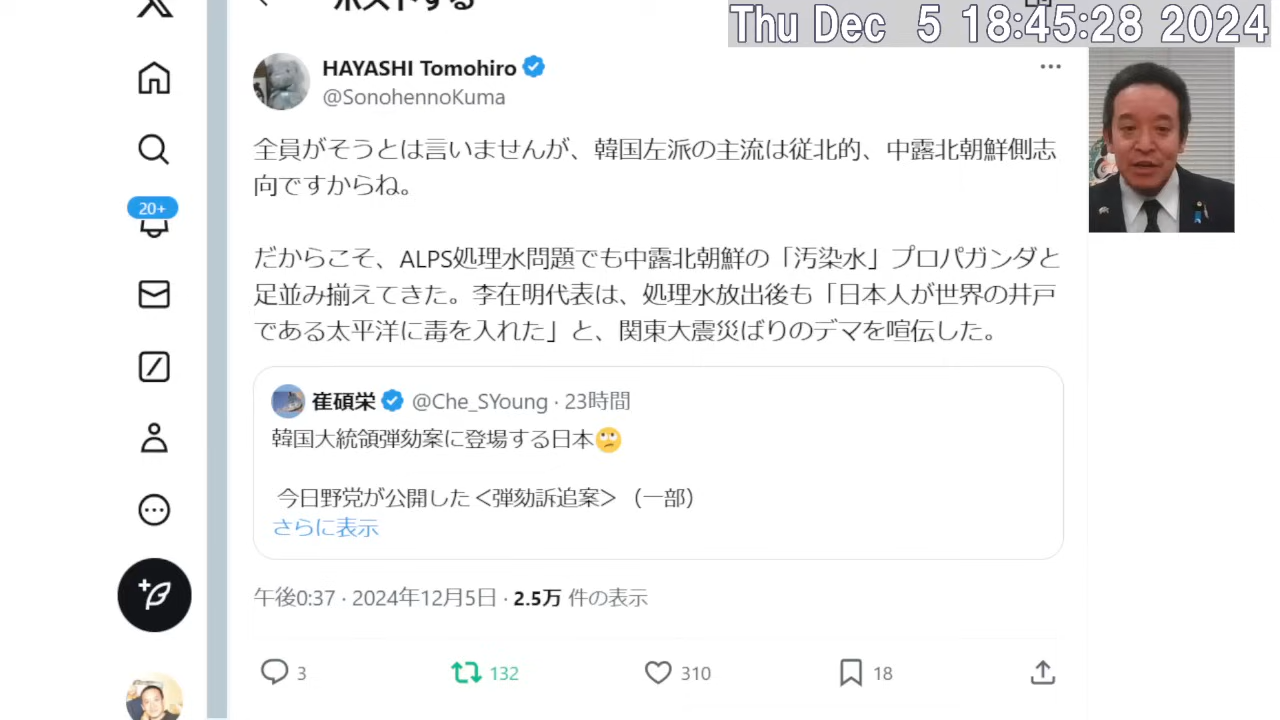 ポストする
Thu Dec 5 18:45:28 2024
HAYASHI Tomohiro
@SonohennoKuma
全員がそうとは言いませんが、韓国左派の主流は従北的、中露北朝鮮側志
向ですからね。
だからこそ、ALPS処理水問題でも中露北朝鮮の「汚染水」プロパガンダと
足並み揃えてきた。李在明代表は、処理水放出後も「日本人が世界の井戸
である太平洋に毒を入れた」と、関東大震災ばりのデマを喧伝した。
20+
崔碩栄 @Che_SYoung · 23時間
韓国大統領弾劾案に登場する日本🙄
今日野党が公開した＜弾劾訴追案＞（一部）
さらに表示
午後0:37 · 2024年12月5日 · 2.5万 件の表示
3 132 310 18